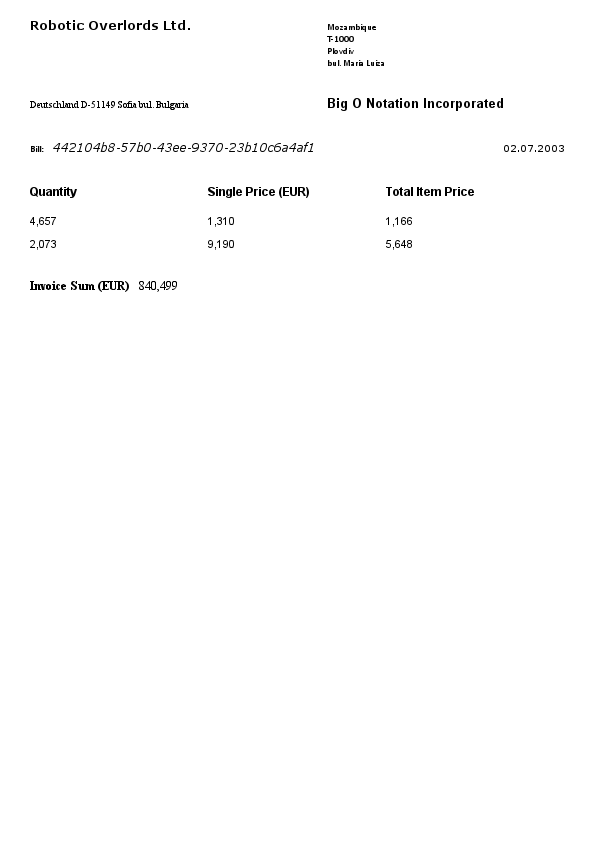 Robotic Overlords Ltd.
Mozambique
T-1000
Plovdiv
bul. Maria Luiza
Deutschland D-51149 Sofia bul. Bulgaria
Big O Notation Incorporated
Bill: 442104b8-57b0-43ee-9370-23b10c6a4af1 02.07.2003
Quantity Single Price (EUR) Total Item Price
4,657 1,310 1,166
2,073 9,190 5,648
Invoice Sum (EUR) 840,499